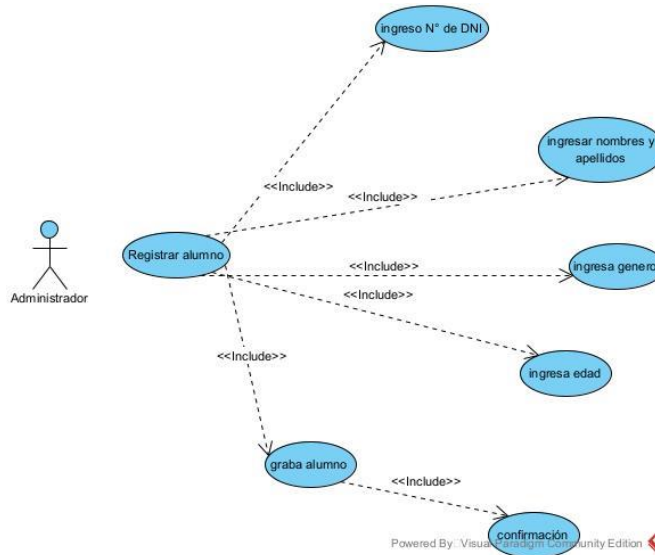 ingreso N° de DNI
ingresar nombres y
apellidos
<<Include>>
<<Include>>
Registrar alumno
<<Include>>
ingresa genero
<<Include>>
Administrador
<<Include>>
ingresa edad
graba alumno
<<Include>>
confirmación
Powered By Visual Paradigm Community Edition